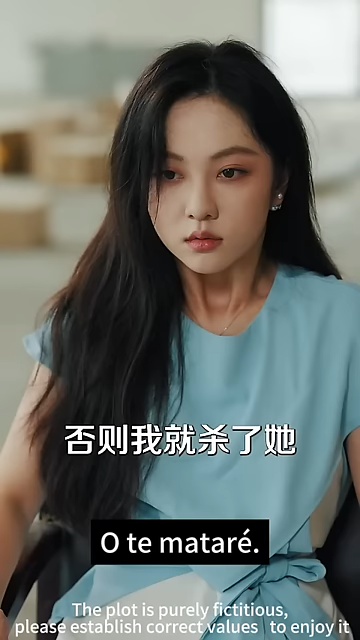 否则我就杀了她
O te mataré.
The plot is purely fictitious,
please establish correct values to enjoy it